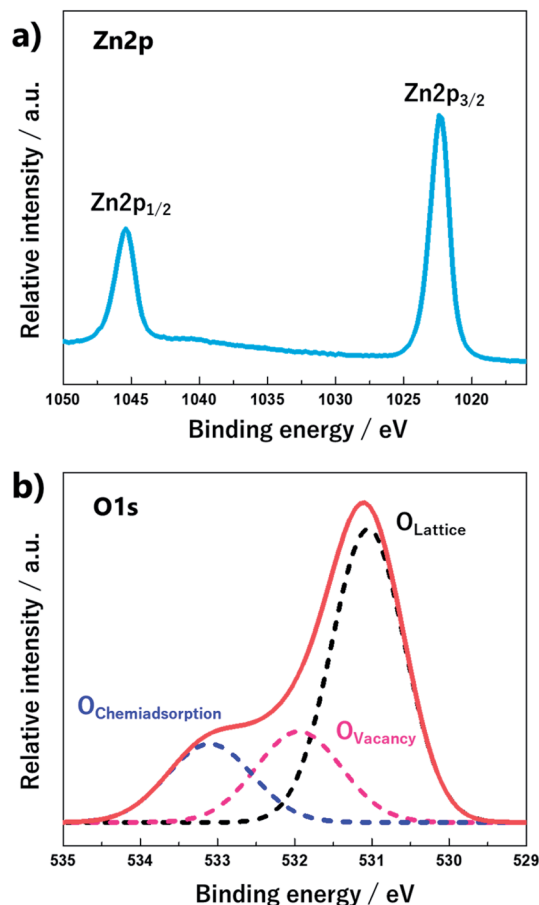 a)
Zn2p
Zn2p3/2
Zn2p1/2
Relative intensity / a.u.
1050 1045 1040 1035 1030 1025 1020
Binding energy / eV
b)
O1s
OLattice
OChemiadsorption
OVacancy
Relative intensity / a.u.
535 534 533 532 531 530 529
Binding energy / eV